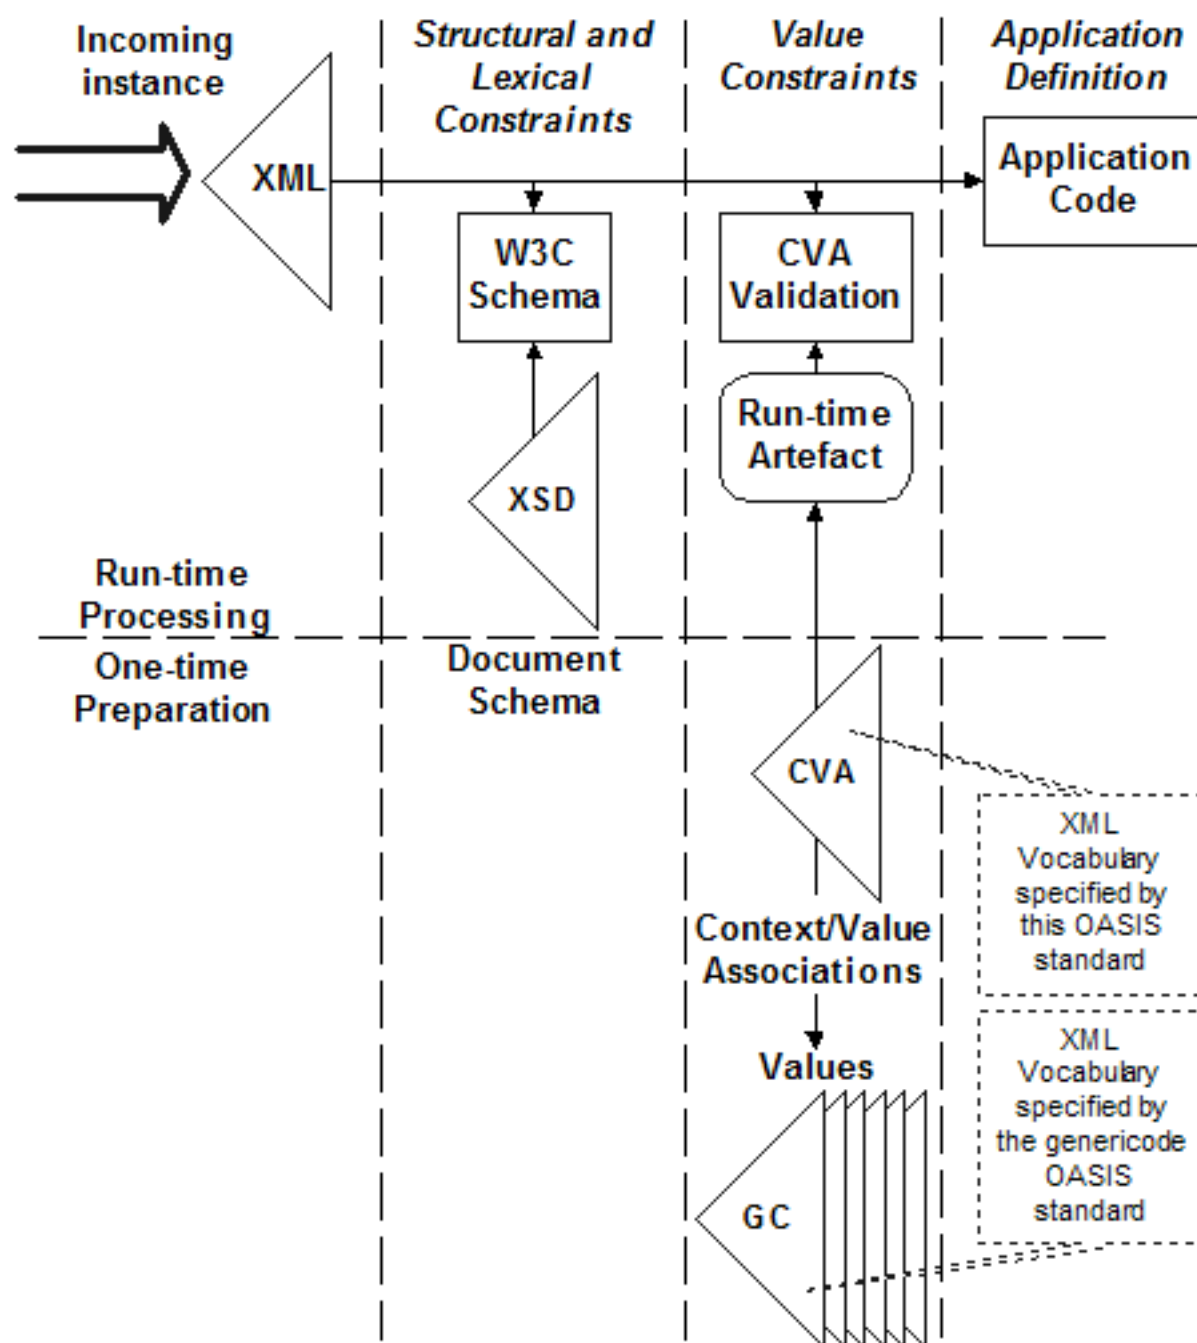 Incoming
instance
Structural and
Lexical
Constraints
Value
Constraints
Application
Definition
XML
Application
Code
W3C
Schema
CVA
Validation
Run-time
Artefact
XSD
Run-time
Processing
One-time
Preparation
Document
Schema
CVA
XML
Vocabulary
specified by
this OASIS
standard
Context/Value
Associations
Values
XML
Vocabulary
specified by
the genericode
OASIS
standard
GC